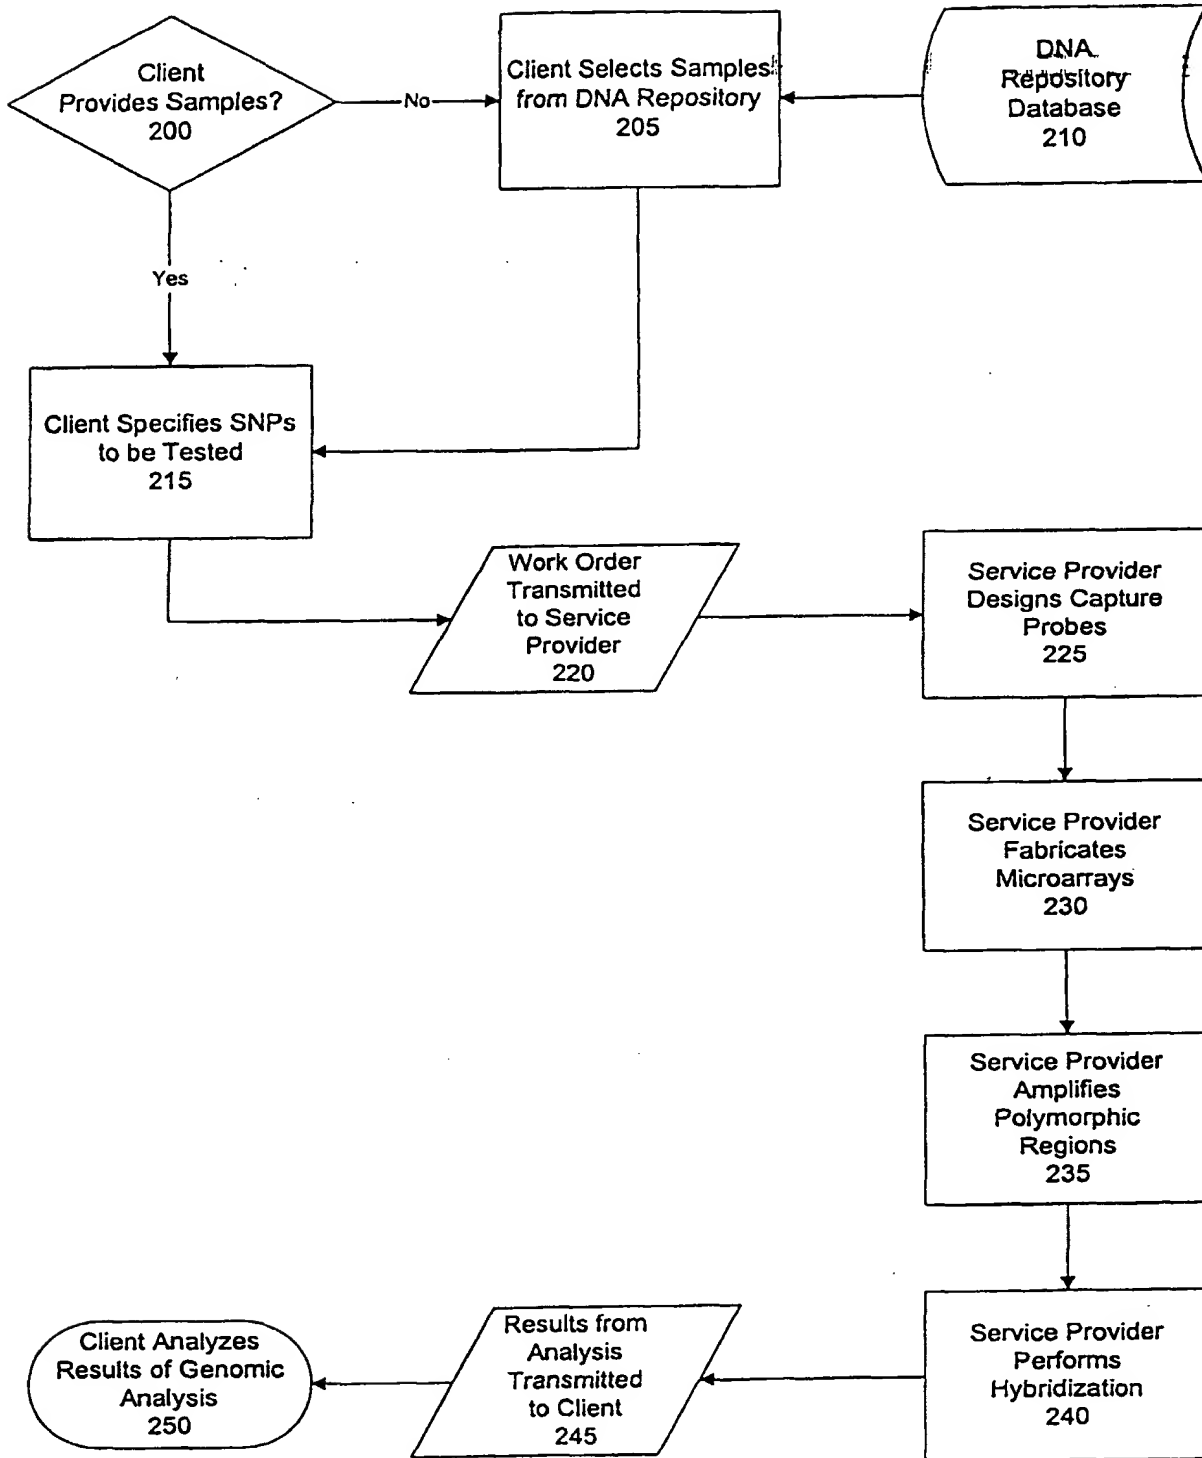 Client
Provides Samples?
200
No
Client Selects Samples
from DNA Repository
205
DNA
Repository
Database
210
Yes
Client Specifies SNPs
to be Tested
215
Work Order
Transmitted
to Service
Provider
220
Service Provider
Designs Capture
Probes
225
Service Provider
Fabricates
Microarrays
230
Service Provider
Amplifies
Polymorphic
Regions
235
Service Provider
Performs
Hybridization
240
Results from
Analysis
Transmitted
to Client
245
Client Analyzes
Results of Genomic
Analysis
250